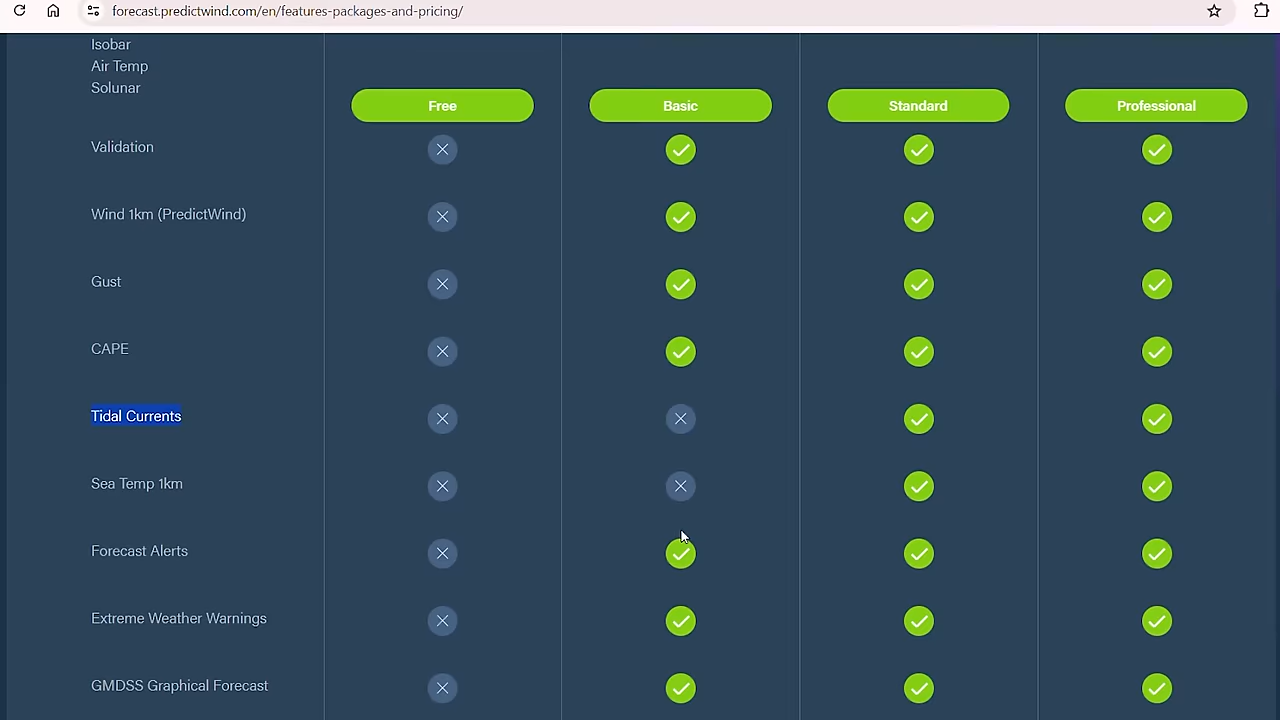 forecast.predictwind.com/en/features-packages-and-pricing/
Isobar
Air Temp
Solunar
Free
Basic
Standard
Professional
Validation
Wind 1km (PredictWind)
Gust
CAPE
Tidal Currents
Sea Temp 1km
Forecast Alerts
Extreme Weather Warnings
GMDSS Graphical Forecast